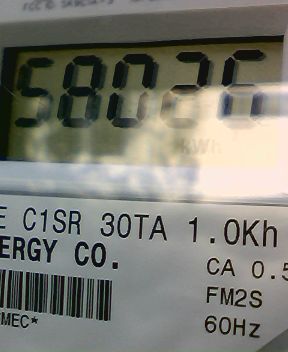 58026
kWh
E C1SR 30TA 1.0Kh
ERGY CO.
CA 0.5
FM2S
MEC*
60Hz